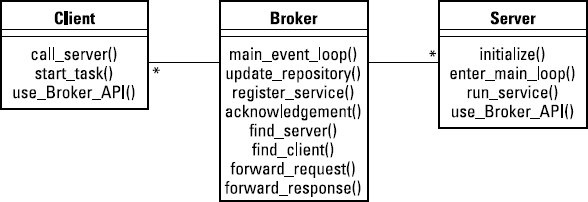 Client
call_server()
start_task()
use_Broker_API()
*
Broker
main_event_loop()
update_repository()
register_service()
acknowledgement()
find_server()
find_client()
forward_request()
forward_response()
*
Server
initialize()
enter_main_loop()
run_service()
use_Broker_API()